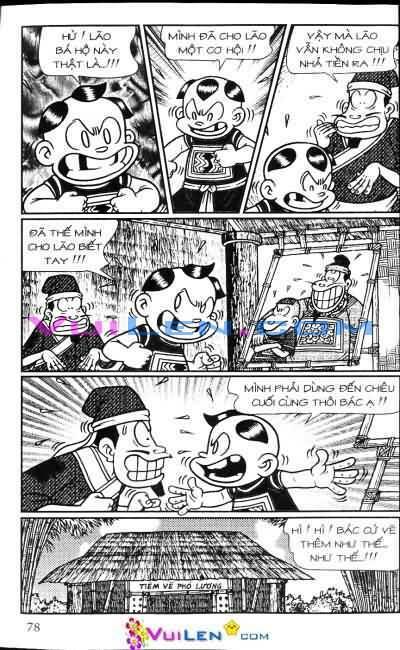 HỪ ! LÃO
BÁ HỘ NÀY
THẬT LÀ...!!!
MÌNH ĐÃ CHO LÃO
MỘT CƠ HỘI !!
VẬY MÀ LÃO
VẪN KHÔNG CHỊU
NHẢ TIỀN RA !!!
ĐÃ THẾ MÌNH
CHO LÃO BIẾT
TAY !!!
VuiLen.com
MÌNH PHẢI DÙNG ĐẾN CHIÊU
CUỐI CÙNG THÔI BÁC Ạ !!
HÌ ! HÌ ! BÁC CỨ VẼ
THÊM NHƯ THẾ...
NHƯ THẾ...!!!
TIỆM VẼ PHÓ LƯƠNG
78
VuiLen.com